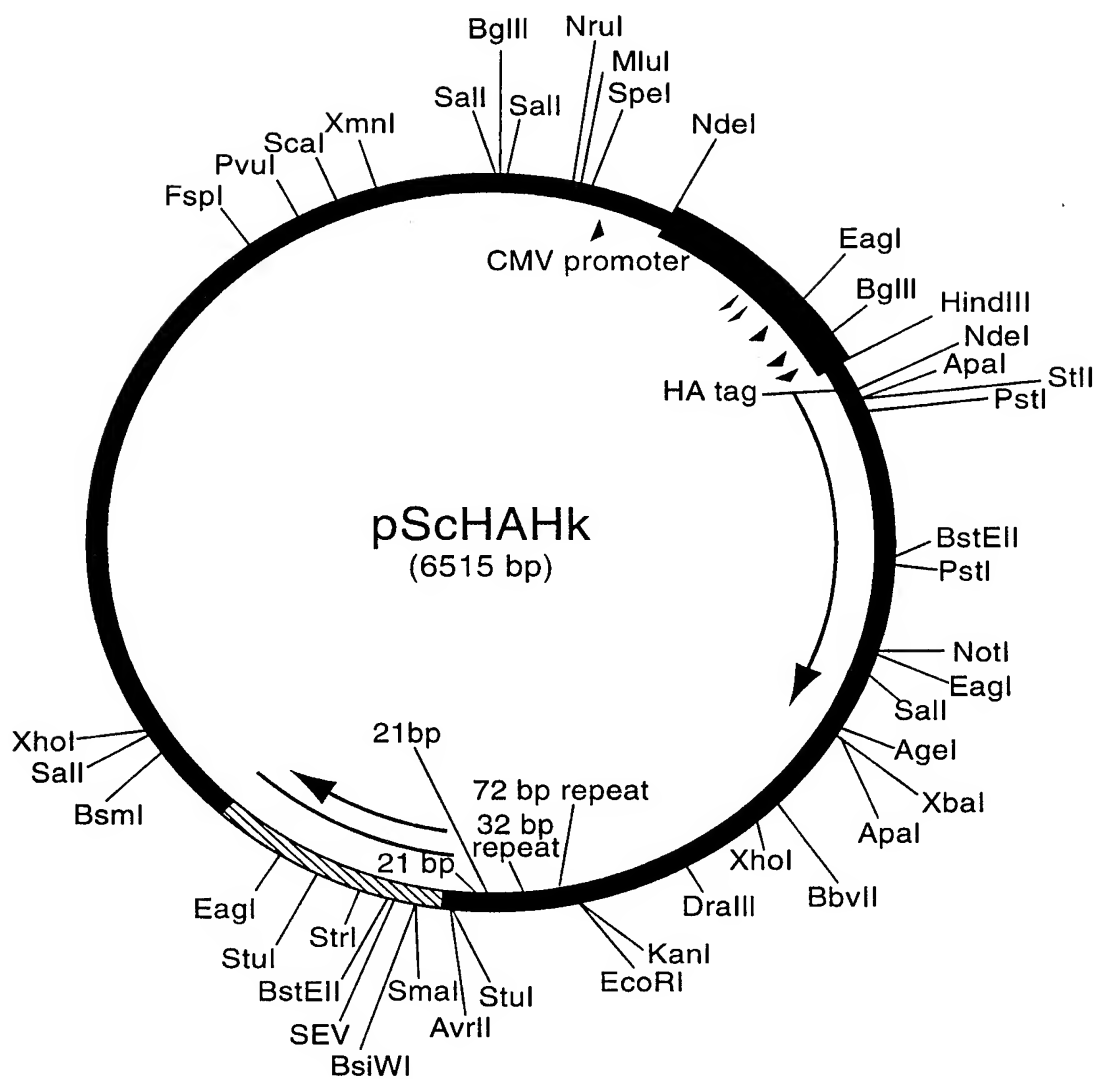 BglII
NruI
MluI
SalI
SalI
SpeI
XmnI
NdeI
ScaI
PvuI
FspI
EagI
CMV promoter
BglII
HindIII
NdeI
ApaI
StII
HA tag
PstI
pScHAHk
(6515 bp)
BstEII
PstI
NotI
EagI
SalI
AgeI
XbaI
ApaI
XhoI
SalI
BsmI
21bp
72 bp repeat
32 bp
repeat
21 bp
XhoI
BbvII
DraIII
KanI
EcoRI
EagI
StuI
StrI
BstEII
SEV
BsiWI
SmaI
AvrII
StuI